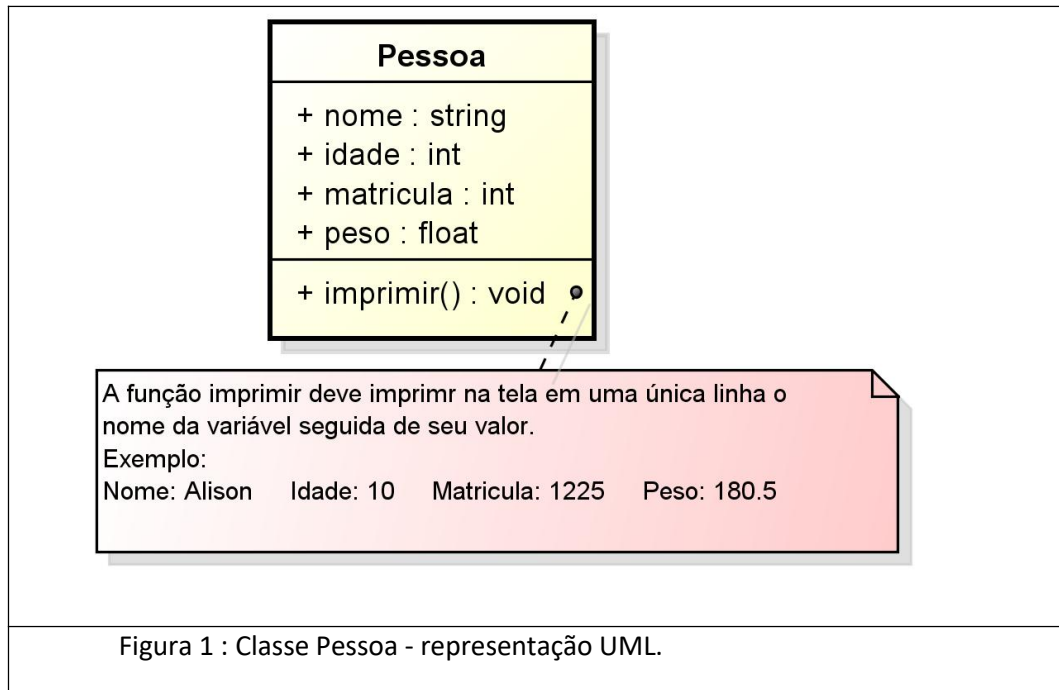 Pessoa
+ nome : string
+ idade : int
+ matricula : int
+ peso : float
+ imprimir() : void
A função imprimir deve imprimr na tela em uma única linha o
nome da variável seguida de seu valor.
Exemplo:
Nome: Alison Idade: 10 Matricula: 1225 Peso: 180.5
Figura 1 : Classe Pessoa - representação UML.